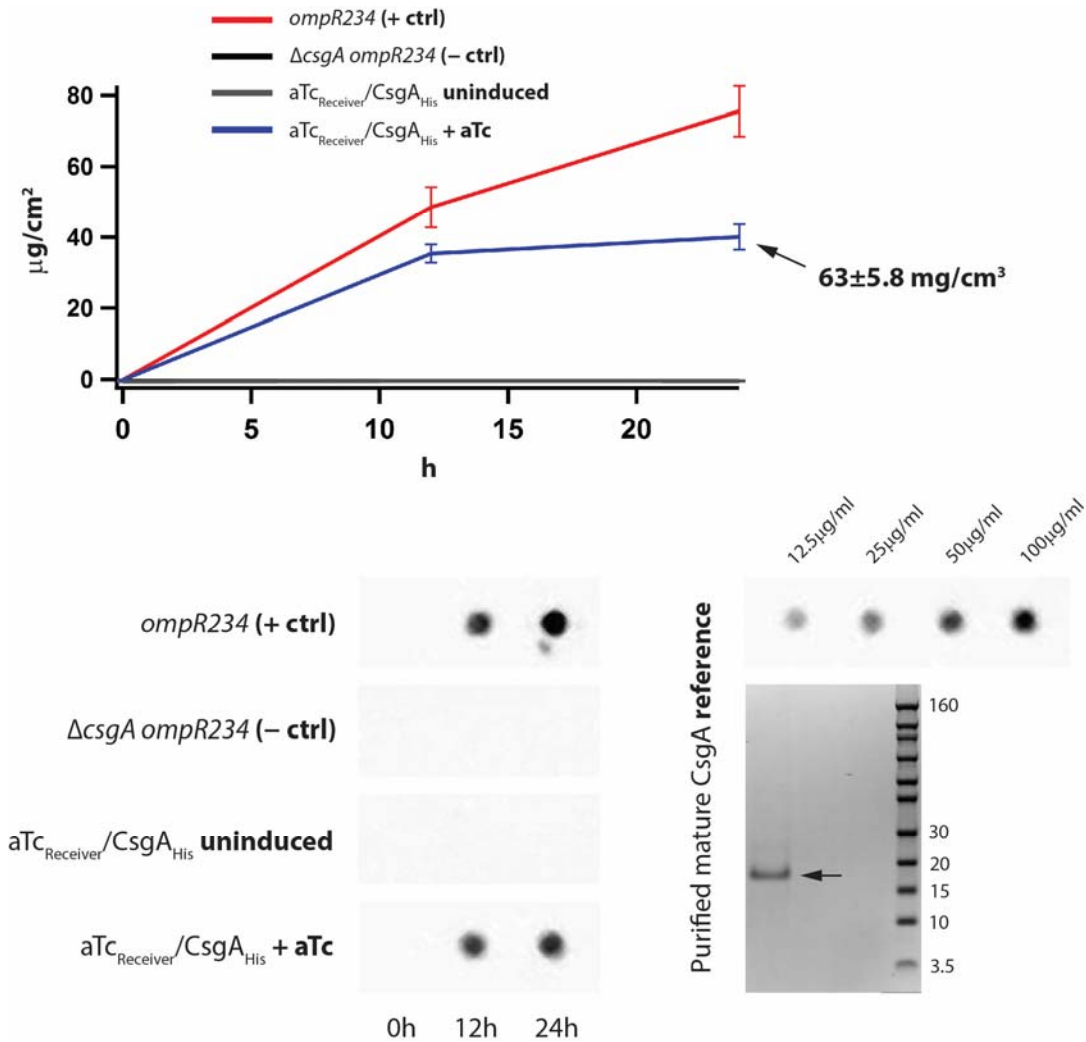 ompR234 (+ ctrl)
ΔcsgA ompR234 (– ctrl)
aTcReceiver/CsgAHis uninduced
aTcReceiver/CsgAHis + aTc
80
60
40
20
0
μg/cm²
63±5.8 mg/cm³
0 5 10 15 20
h
12.5μg/ml
25μg/ml
50μg/ml
100μg/ml
ompR234 (+ ctrl)
ΔcsgA ompR234 (– ctrl)
aTcReceiver/CsgAHis uninduced
aTcReceiver/CsgAHis + aTc
0h 12h 24h
Purified mature CsgA reference
160
30
20
15
10
3.5